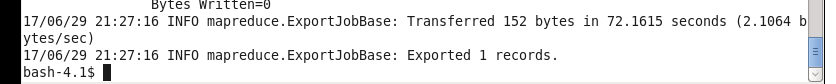 Bytes Written=0
17/06/29 21:27:16 INFO mapreduce.ExportJobBase: Transferred 152 bytes in 72.1615 seconds (2.1064 b
ytes/sec)
17/06/29 21:27:16 INFO mapreduce.ExportJobBase: Exported 1 records.
bash-4.1$